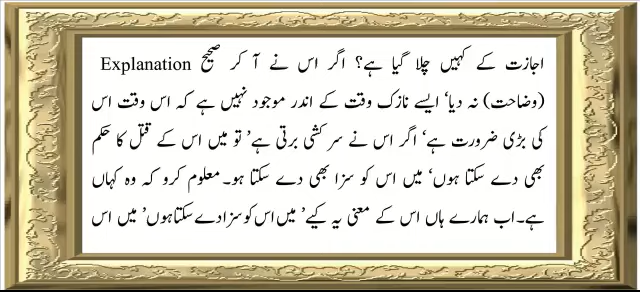 اجازت کے کہیں چلا گیا ہے؟ اگر اس نے آ کر صحیح Explanation
(وضاحت) نہ دیا‘ ایسے نازک وقت کے اندر موجود نہیں ہے کہ اس وقت اس
کی بڑی ضرورت ہے‘ اگر اس نے سر کشی برتی ہے’ تو میں اس کے قتل کا حکم
بھی دے سکتا ہوں‘ میں اس کو سزا بھی دے سکتا ہو۔ معلوم کرو کہ وہ کہاں
ہے۔ اب ہمارے ہاں اس کے معنی یہ کیے’ میں اس کو سزا دے سکتا ہوں’ میں اس